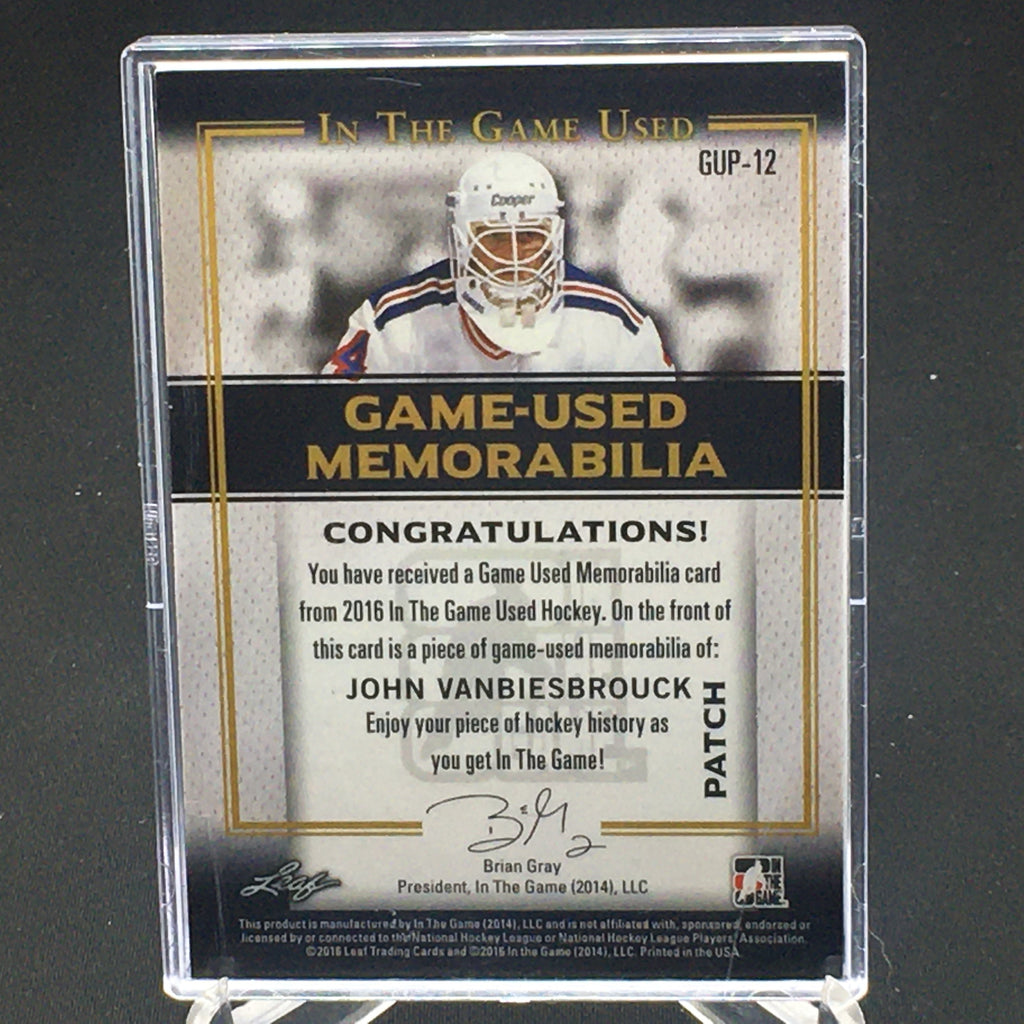 IN THE GAME USED
GUP-12
Cooper
GAME-USED
MEMORABILIA
CONGRATULATIONS!
You have received a Game Used Memorabilia card
from 2016 In The Game Used Hockey. On the front of
this card is a piece of game-used memorabilia of:
JOHN VANBIESBROUCK
PATCH
Enjoy your piece of hockey history as
you get In The Game!
Brian Gray
President, In The Game (2014), LLC
Leaf
IN
THE
GAME
This product is manufactured by In The Game (2014), LLC and is not affiliated with, sponsored, endorsed or
licensed by or connected to the National Hockey League or National Hockey League Players' Association.
©2016 Leaf Trading Cards and ©2016 In the Game (2014), LLC. Printed in the USA.